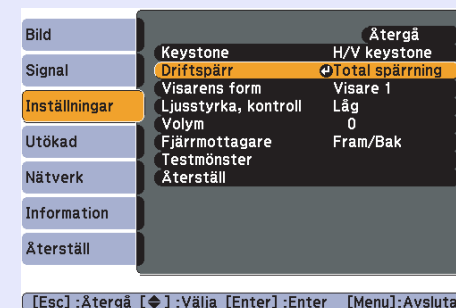 Bild
Signal
Inställningar
Utökad
Nätverk
Information
Återställ
Återgå
Keystone H/V keystone
Driftspärr Total spärrning
Visarens form Visare 1
Ljusstyrka, kontroll Låg
Volym 0
Fjärrmottagare Fram/Bak
Testmönster
Återställ
[Esc] :Återgå [◆] :Välja [Enter] :Enter [Menu]:Avsluta